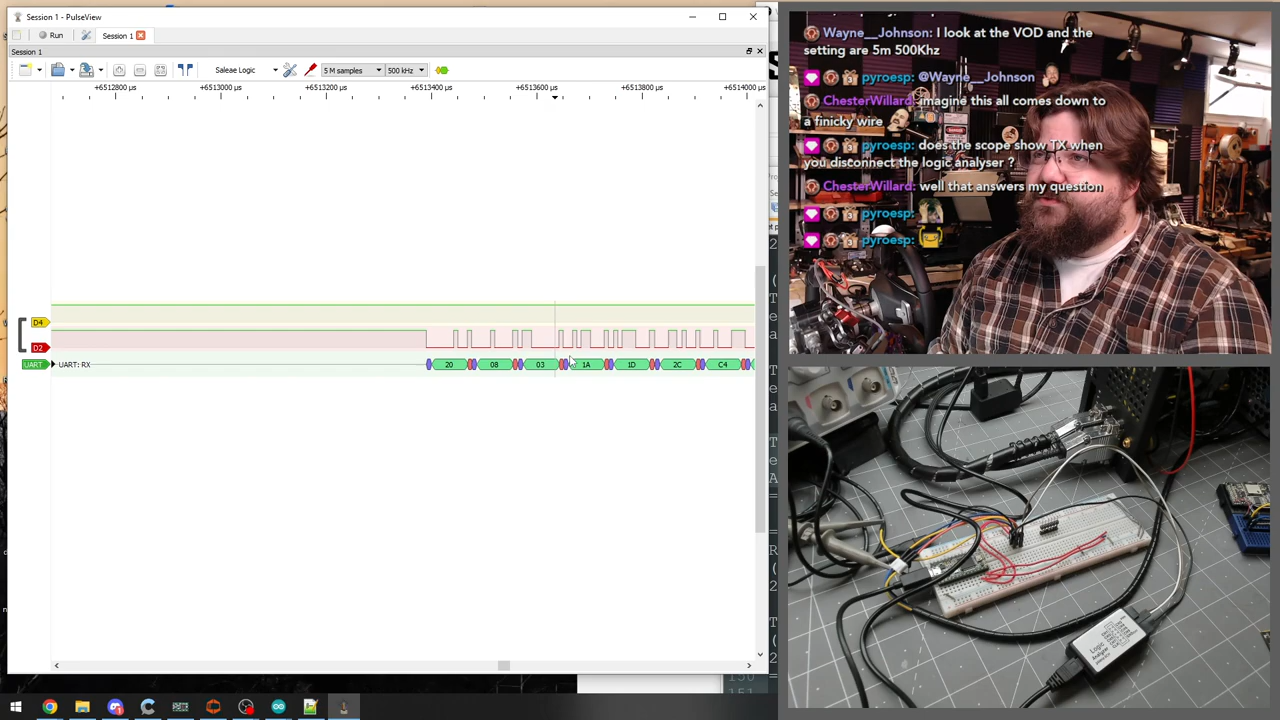 Session 1 - PulseView
Run
Session 1
Session 1
Saleae Logic
5 M samples
500 kHz
+6512800 µs
+6513000 µs
+6513200 µs
+6513400 µs
+6513600 µs
+6513800 µs
+6514000 µs
D4
D2
UART
UART: RX
20
08
03
1A
1D
2C
C4
Wayne__Johnson: I look at the VOD and the
setting are 5m 500Khz
pyroesp: @Wayne__Johnson
ChesterWillard: imagine this all comes down to
a finicky wire
pyroesp: does the scope show TX when
you disconnect the logic analyser ?
ChesterWillard: well that answers my question
pyroesp:
pyroesp:
Logic
Analyzer
151